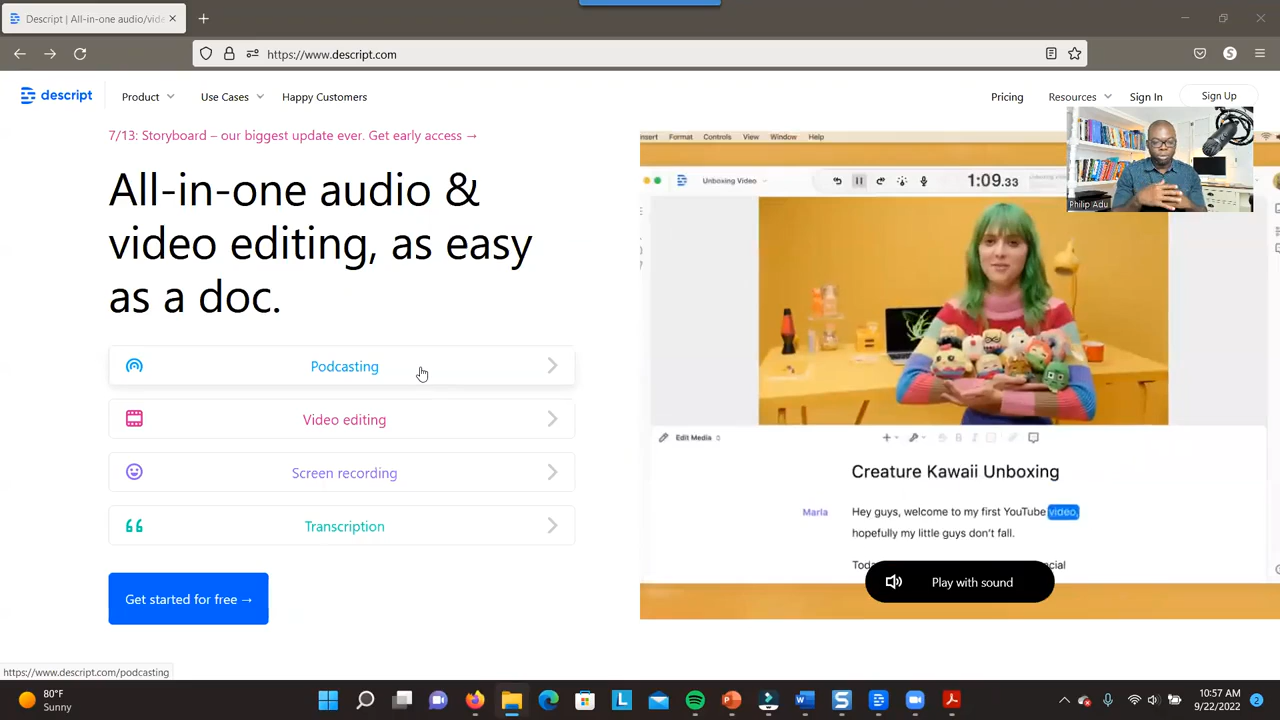 Descript | All-in-one audio/vide
https://www.descript.com
descript
Product
Use Cases
Happy Customers
Pricing
Resources
Sign In
Sign Up
7/13: Storyboard – our biggest update ever. Get early access →
All-in-one audio &
video editing, as easy
as a doc.
Podcasting
Video editing
Screen recording
Transcription
Get started for free →
nsert Format Controls View Window Help
Unboxing Video
1:09.33
Philip Adu
Edit Media
B I
Creature Kawaii Unboxing
Marla
Hey guys, welcome to my first YouTube video,
hopefully my little guys don't fall.
Toda
cial
Play with sound
https://www.descript.com/podcasting
80°F
Sunny
10:57 AM
9/22/2022
2